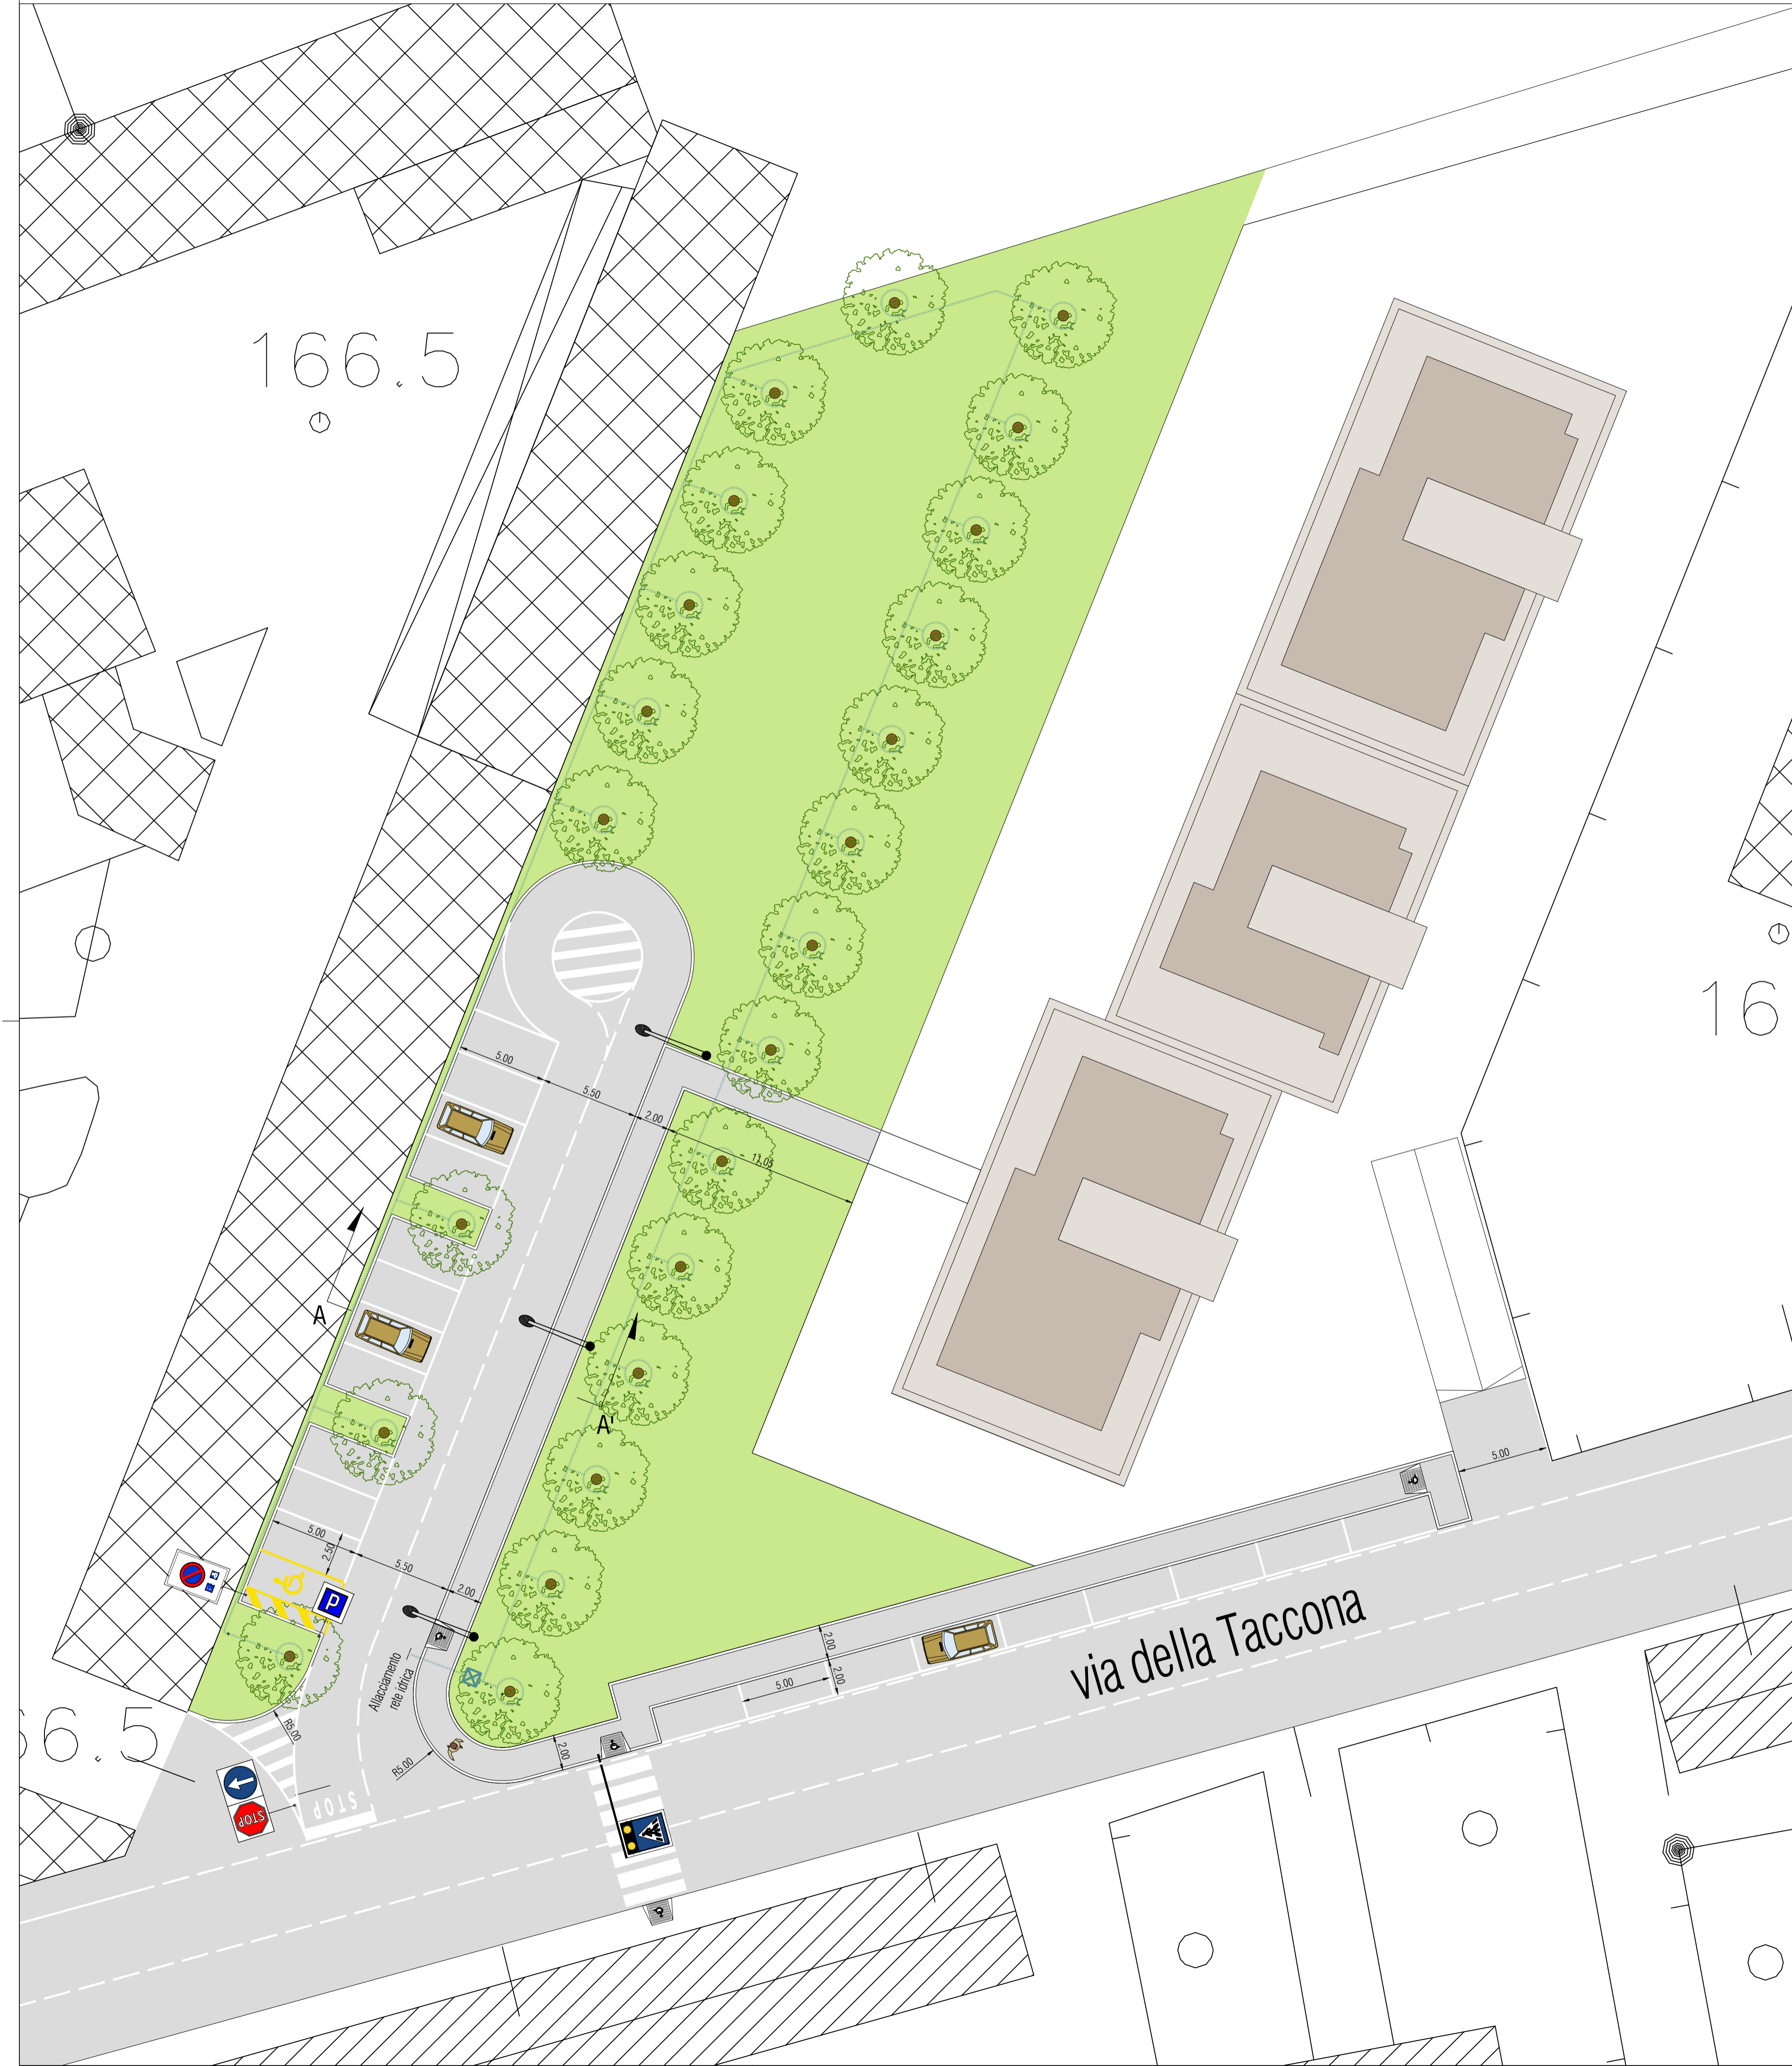 166.5
16
5.00
5.50
2.00
11.05
A
A'
5.00
5.00
2.50
5.50
2.00
P
Allacciamento
rete idrica
2.00
2.00
5.00
via della Taccona
66.5
R5.00
R5.00
2.00
STOP
STOP